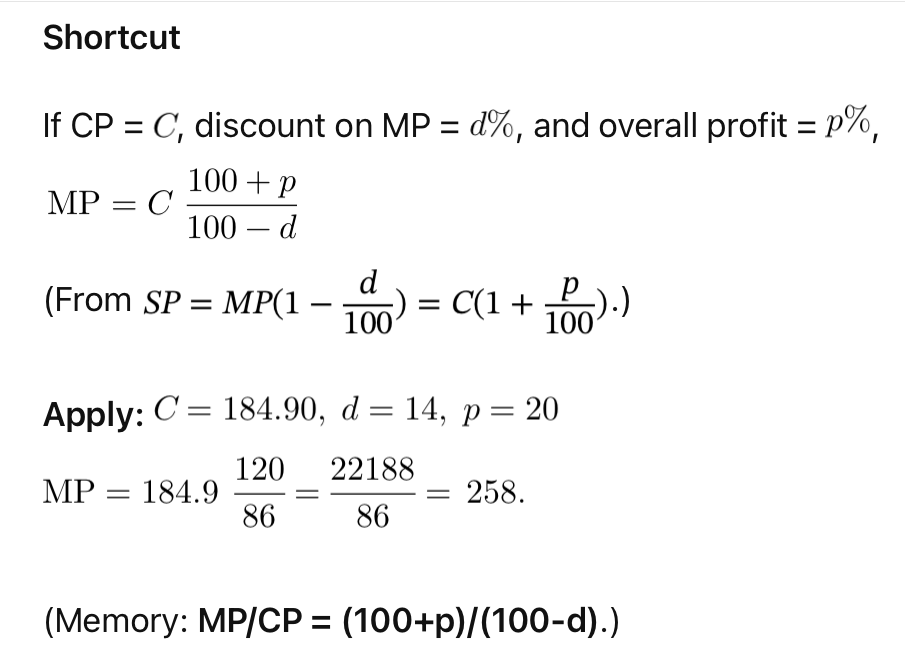 Shortcut
If CP = C, discount on MP = d%, and overall profit = p%,
MP = C \frac{100 + p}{100 - d}
(From SP = MP(1 - \frac{d}{100}) = C(1 + \frac{p}{100}).)
Apply: C = 184.90, d = 14, p = 20
MP = 184.9 \frac{120}{86} = \frac{22188}{86} = 258.
(Memory: MP/CP = (100+p)/(100-d).)